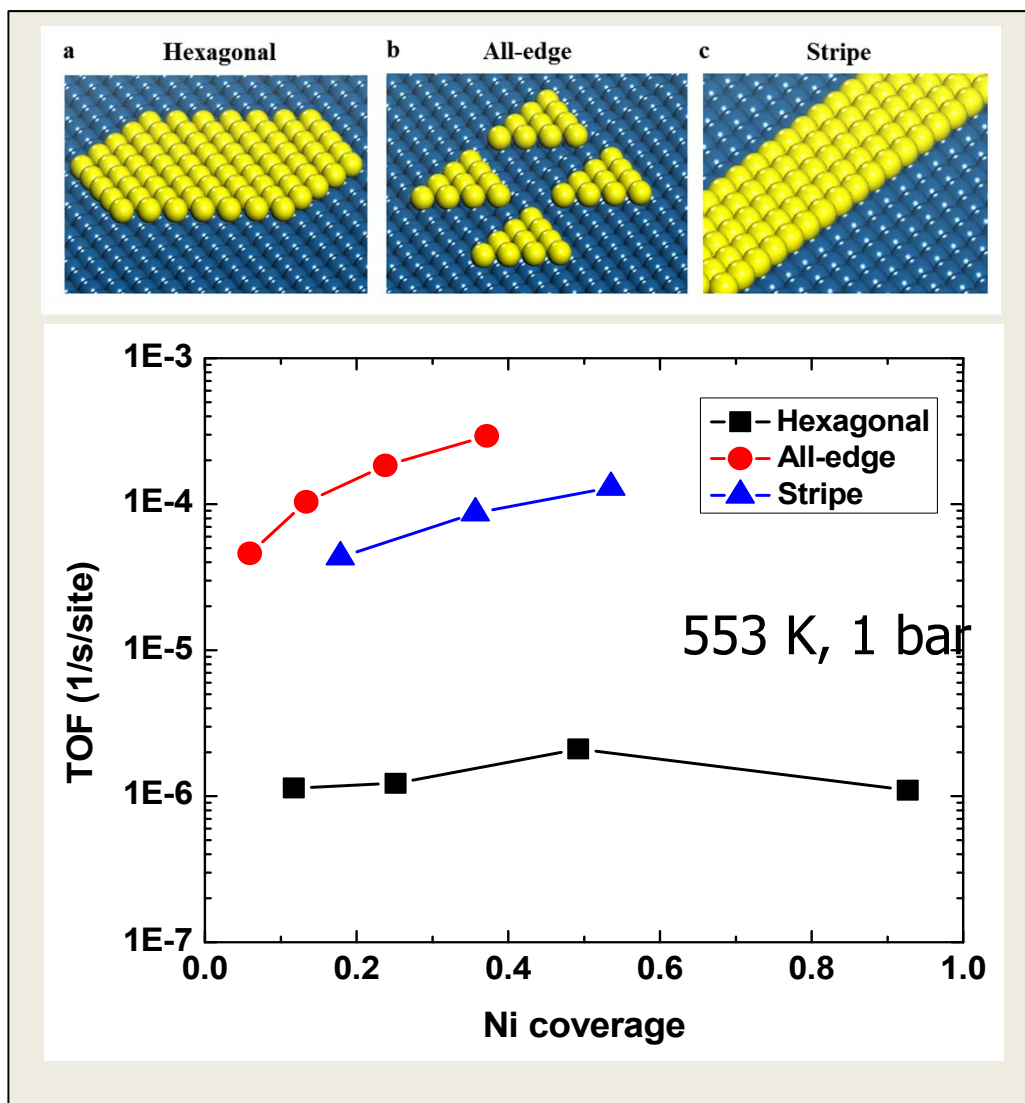 a Hexagonal
b All-edge
c Stripe
1E-3
1E-4
1E-5
1E-6
1E-7
TOF (1/s/site)
Hexagonal
All-edge
Stripe
553 K, 1 bar
0.0 0.2 0.4 0.6 0.8 1.0
Ni coverage